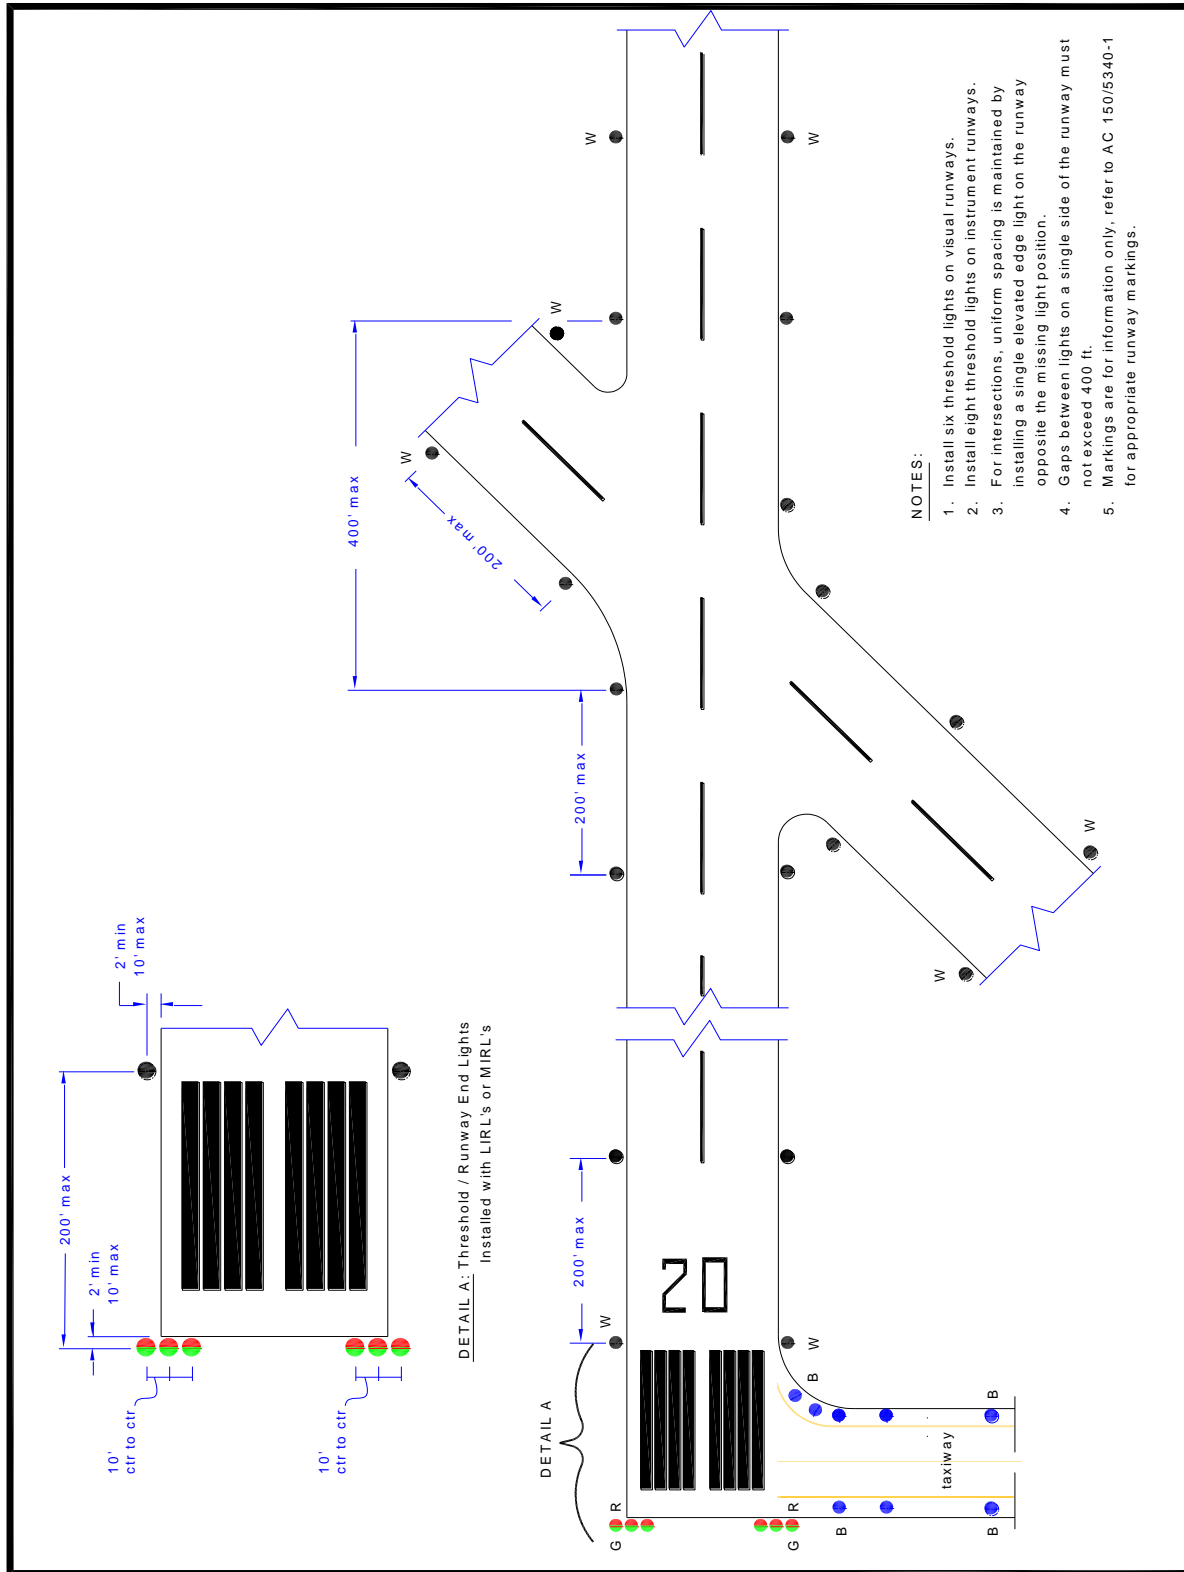 10'
ctr to ctr
10'
ctr to ctr
2' min
10' max
200' max
2' min
10' max
DETAIL A: Threshold / Runway End Lights
Installed with LIRL's or MIRL's
DETAIL A
G
R
G
R
W
W
20
200' max
200' max
400' max
200' max
W
W
W
W
W
W
B
B
B
B
taxiway
NOTES:
1. Install six threshold lights on visual runways.
2. Install eight threshold lights on instrument runways.
3. For intersections, uniform spacing is maintained by
installing a single elevated edge light on the runway
opposite the missing light position.
4. Gaps between lights on a single side of the runway must
not exceed 400 ft.
5. Markings are for information only, refer to AC 150/5340-1
for appropriate runway markings.